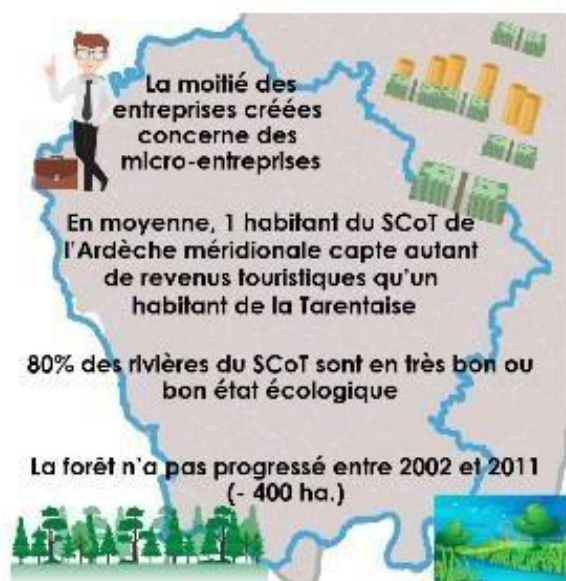 La moitié des
entreprises créées
concerne des
micro-entreprises
En moyenne, 1 habitant du SCoT de
l'Ardèche méridionale capte autant
de revenus touristiques qu'un
habitant de la Tarentaise
80% des rivières du SCoT sont en très bon ou
bon état écologique
La forêt n'a pas progressé entre 2002 et 2011
(- 400 ha.)